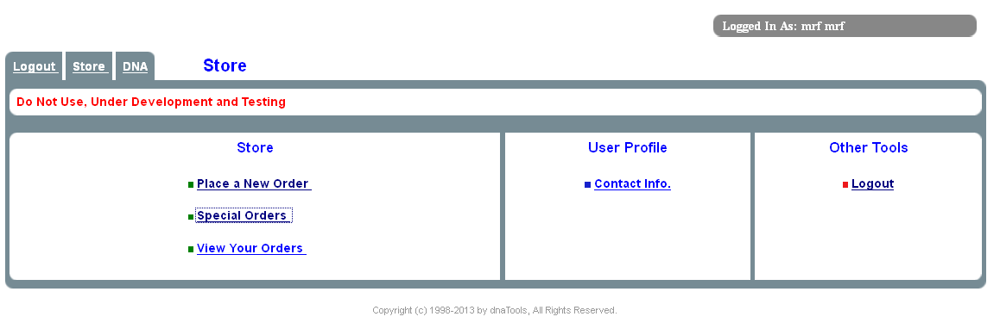 Logged In As: mrf mrf
Logout Store DNA Store
Do Not Use, Under Development and Testing
Store User Profile Other Tools
Place a New Order Contact Info. Logout
Special Orders
View Your Orders
Copyright (c) 1998-2013 by dnaTools, All Rights Reserved.